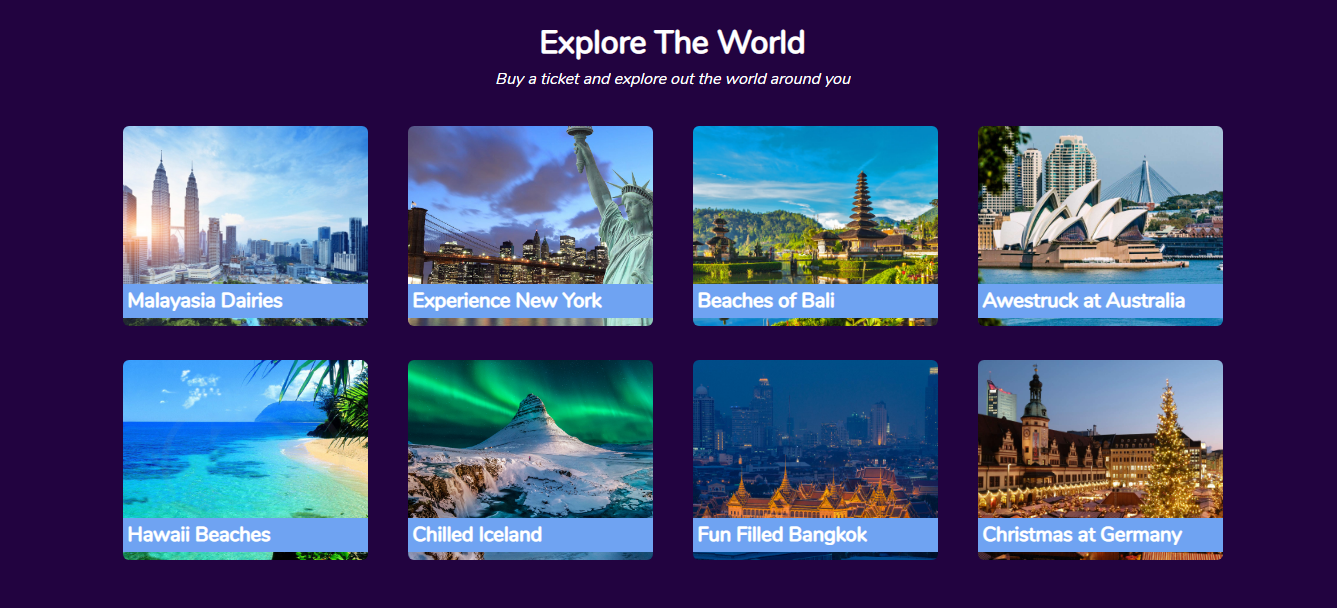 Explore The World
Buy a ticket and explore out the world around you
Malayasia Dairies
Experience New York
Beaches of Bali
Awestruck at Australia
Hawaii Beaches
Chilled Iceland
Fun Filled Bangkok
Christmas at Germany